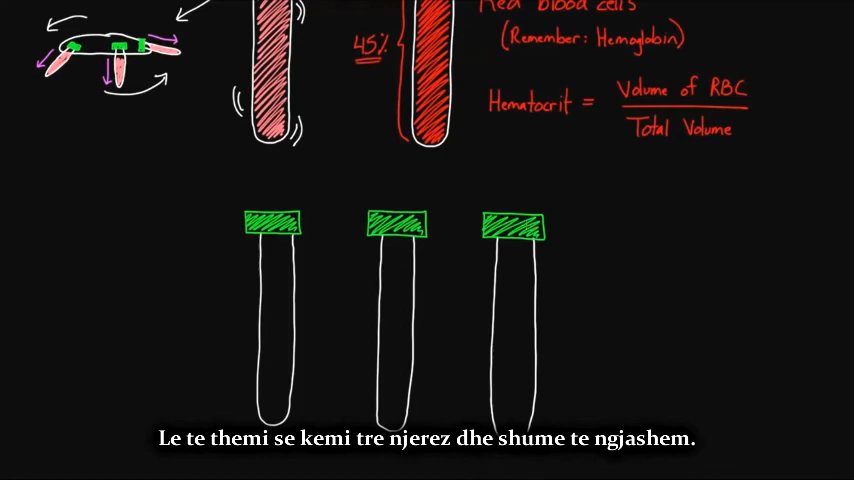 Red blood cells
45%
(Remember: Hemoglobin)
Hematocrit = Volume of RBC
Total Volume
Le te themi se kemi tre njerez dhe shume te ngjashem.